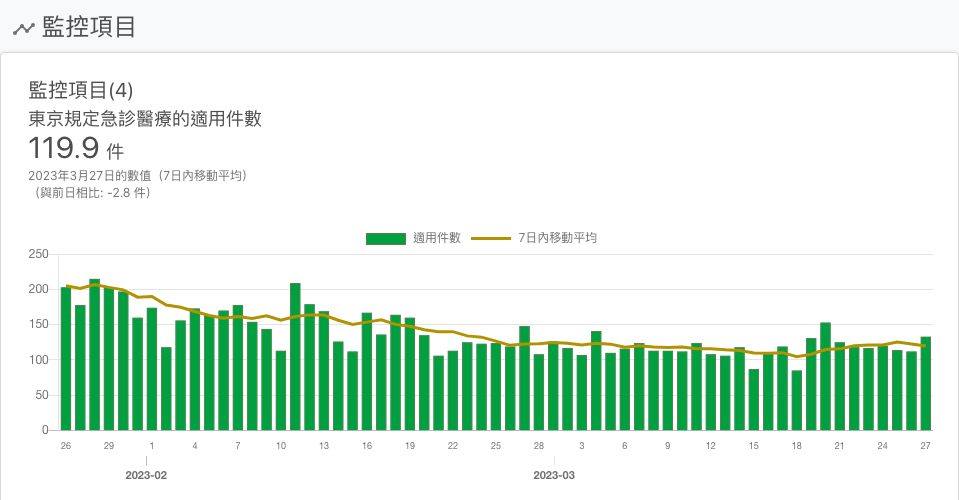 監控項目
監控項目(4)
東京規定急診醫療的適用件數
119.9 件
2023年3月27日的數值（7日內移動平均）
（與前日相比: -2.8 件）
適用件數 7日內移動平均
250
200
150
100
50
0
26 29 1 4 7 10 13 16 19 22 25 28 3 6 9 12 15 18 21 24 27
2023-02 2023-03